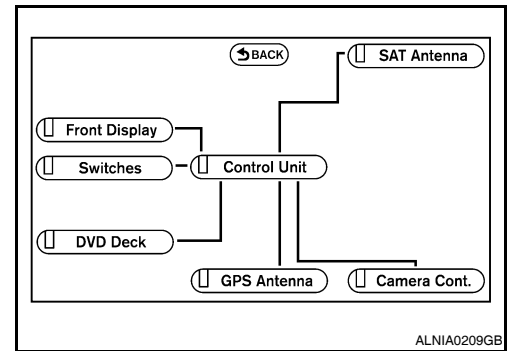 BACK
SAT Antenna
Front Display
Switches
Control Unit
DVD Deck
GPS Antenna
Camera Cont.
ALNIA0209GB